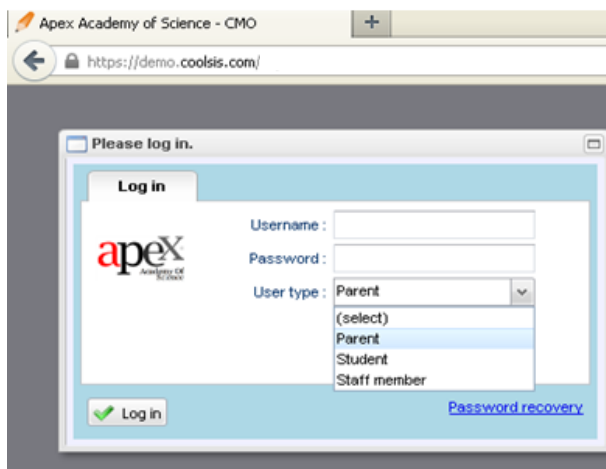 Apex Academy of Science - CMO
https://demo.coolsis.com/
Please log in.
Log in
apex
Academy Of
Science
Username :
Password :
User type : Parent
(select)
Parent
Student
Staff member
Log in
Password recovery